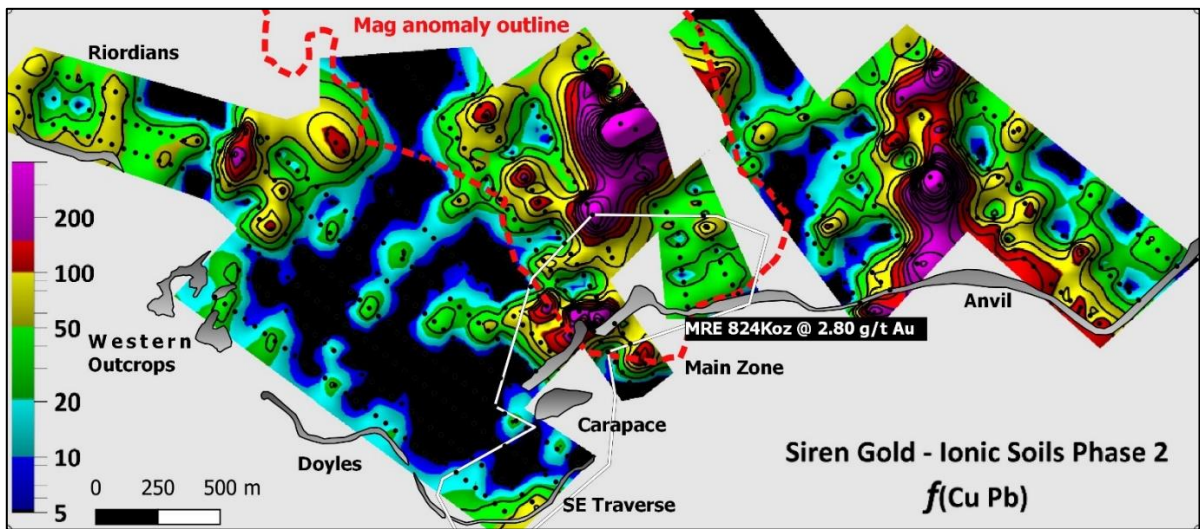 Mag anomaly outline
Riordians
200
100
50
20
10
5
Western
Outcrops
Anvil
MRE 824Koz @ 2.80 g/t Au
Main Zone
Carapace
Doyles
SE Traverse
0 250 500 m
Siren Gold - Ionic Soils Phase 2
f(Cu Pb)